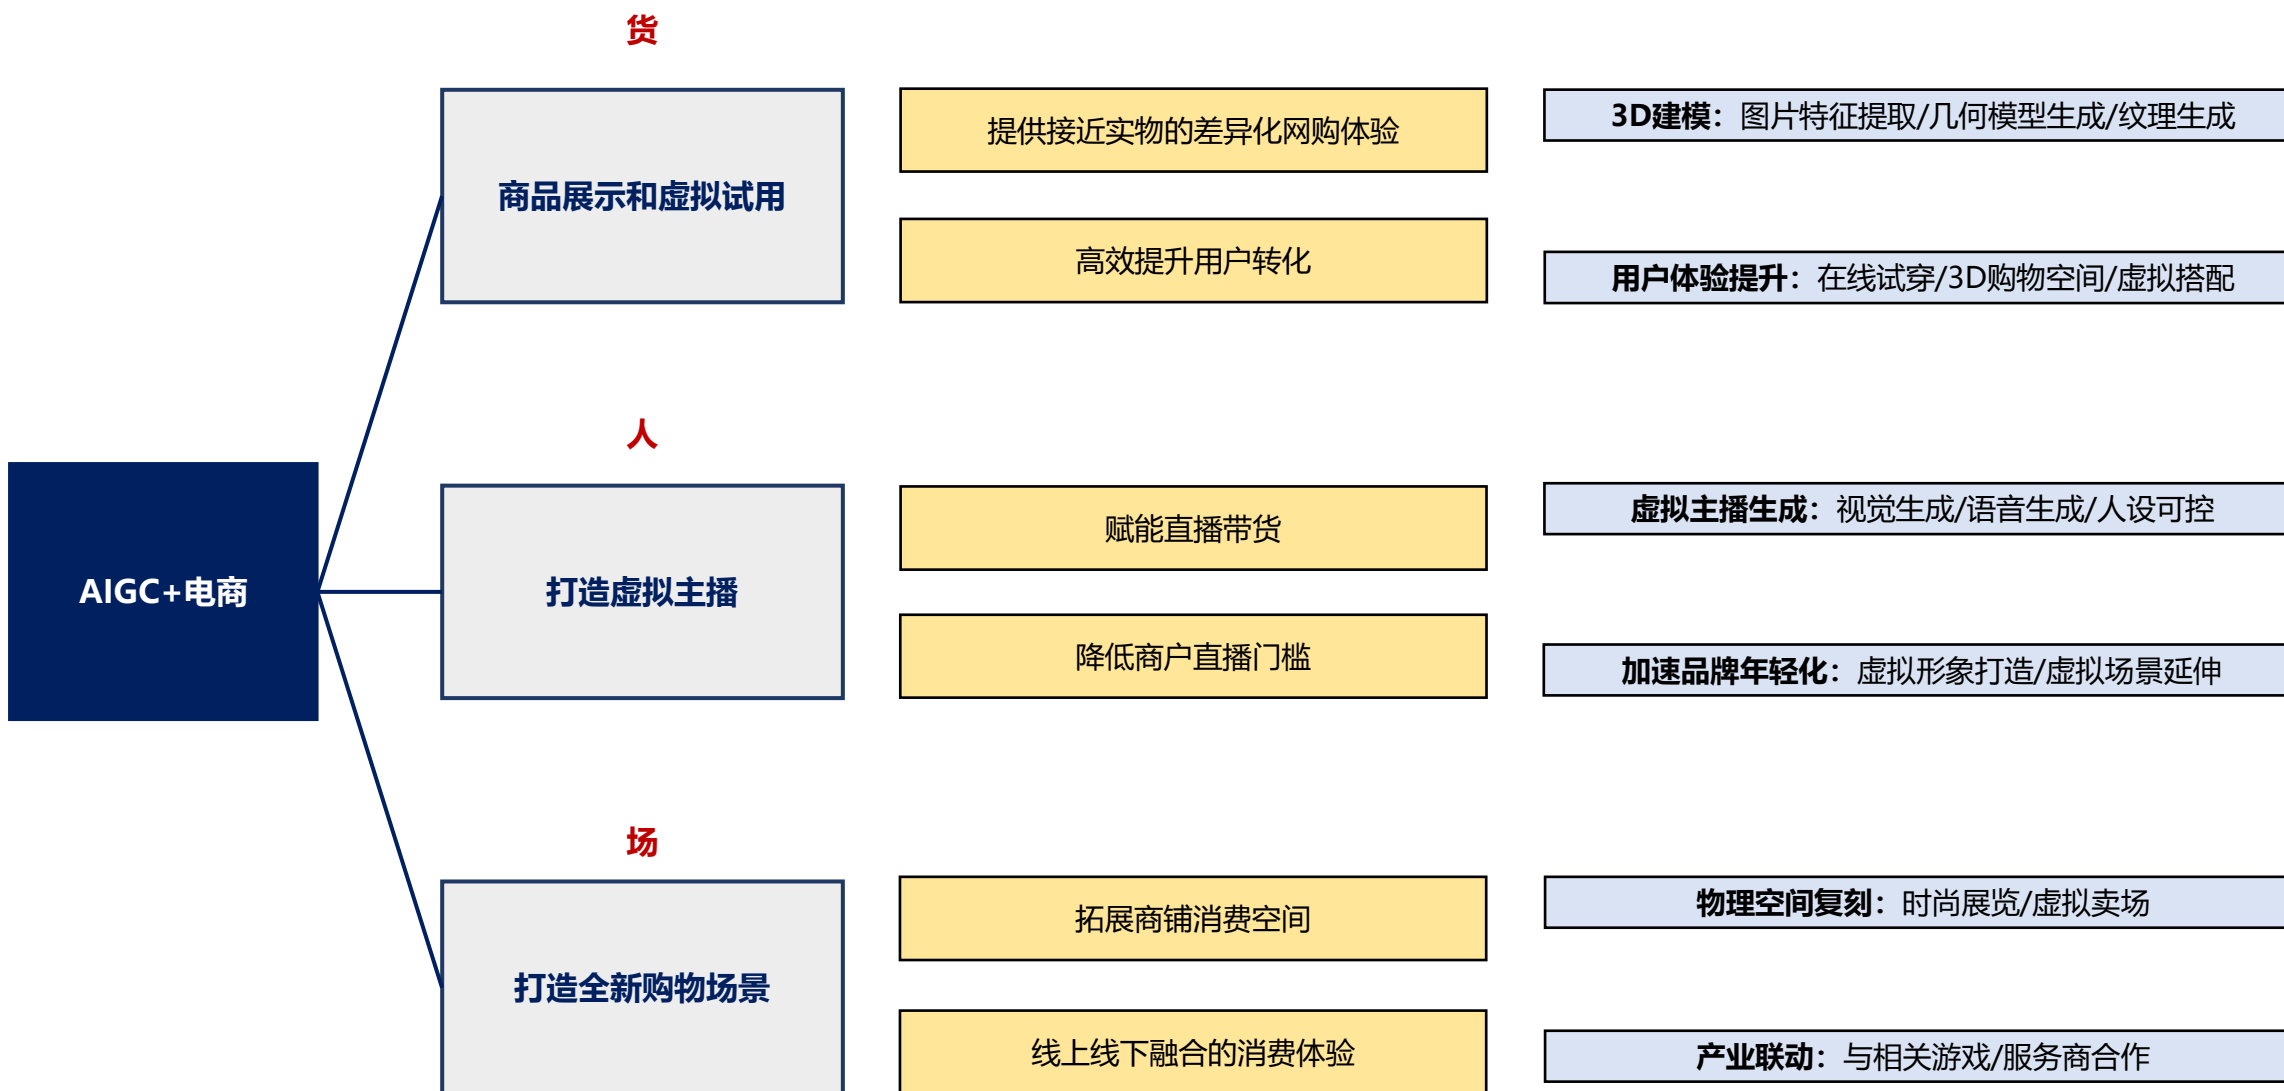 货
商品展示和虚拟试用
提供接近实物的差异化网购体验
高效提升用户转化
3D建模：图片特征提取/几何模型生成/纹理生成
用户体验提升：在线试穿/3D购物空间/虚拟搭配
AIGC+电商
人
打造虚拟主播
赋能直播带货
降低商户直播门槛
虚拟主播生成：视觉生成/语音生成/人设可控
加速品牌年轻化：虚拟形象打造/虚拟场景延伸
场
打造全新购物场景
拓展商铺消费空间
线上线下融合的消费体验
物理空间复刻：时尚展览/虚拟卖场
产业联动：与相关游戏/服务商合作